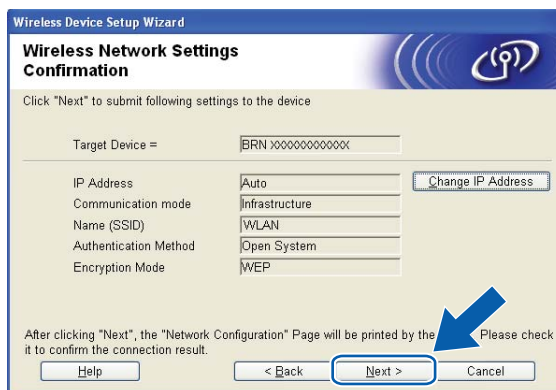 Wireless Device Setup Wizard
Wireless Network Settings
Confirmation
Click "Next" to submit following settings to the device
Target Device =
BRN XXXXXXXXXXXX
IP Address
Auto
Change IP Address
Communication mode
Infrastructure
Name (SSID)
WLAN
Authentication Method
Open System
Encryption Mode
WEP
After clicking "Next", the "Network Configuration" Page will be printed by the Please check
it to confirm the connection result.
Help
< Back
Next >
Cancel